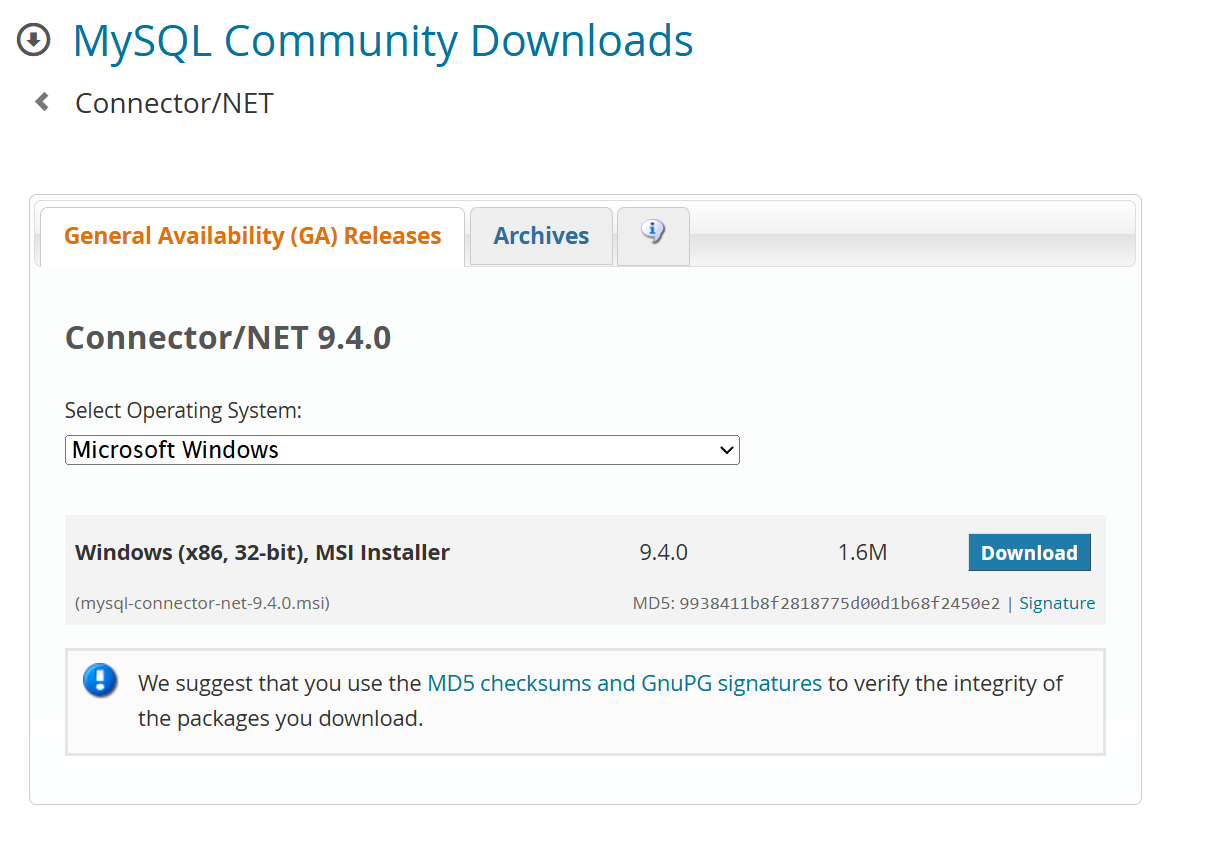 MySQL Community Downloads
Connector/NET
General Availability (GA) Releases
Archives
Connector/NET 9.4.0
Select Operating System:
Microsoft Windows
Windows (x86, 32-bit), MSI Installer 9.4.0 1.6M Download
(mysql-connector-net-9.4.0.msi) MD5: 9938411b8f2818775d00d1b68f2450e2 | Signature
We suggest that you use the MD5 checksums and GnuPG signatures to verify the integrity of
the packages you download.